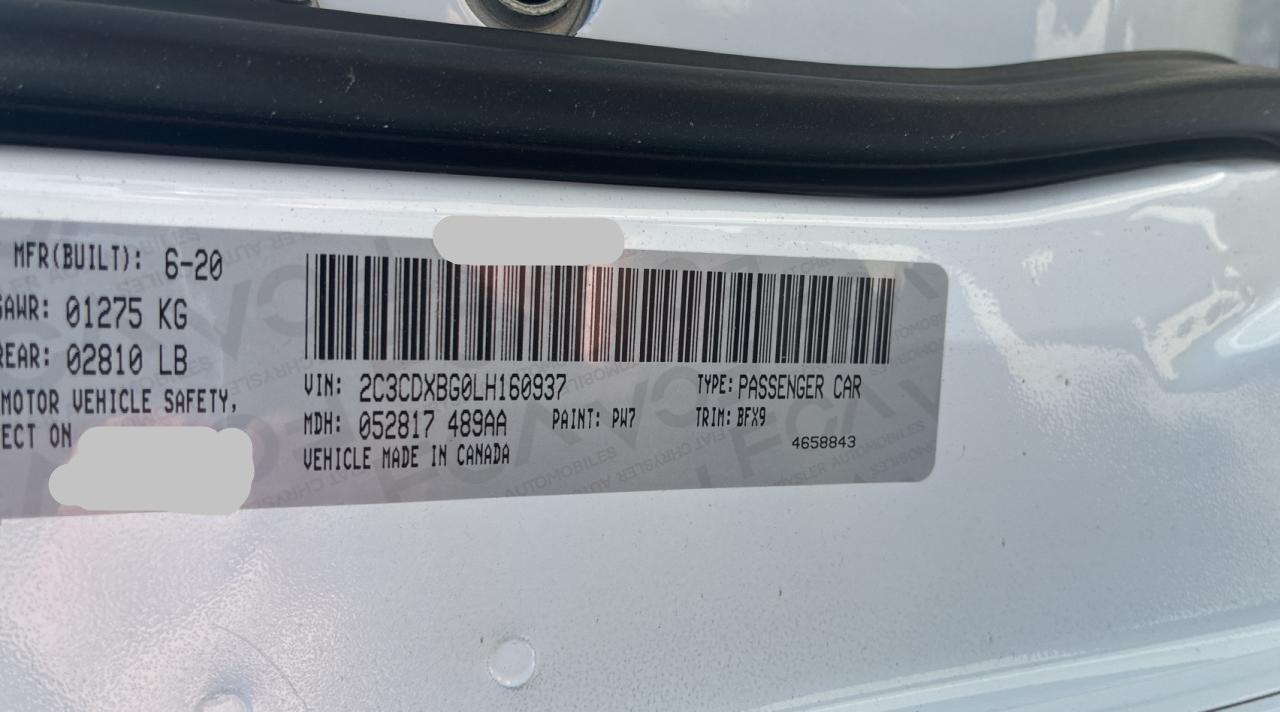 MFR(BUILT): 6-20
GAWR: 01275 KG
REAR: 02810 LB
MOTOR VEHICLE SAFETY,
ECT ON
VIN: 2C3CDXBG0LH160937
TYPE: PASSENGER CAR
MDH: 052817 489AA
PAINT: PW7
TRIM: BFX9
VEHICLE MADE IN CANADA
4658843